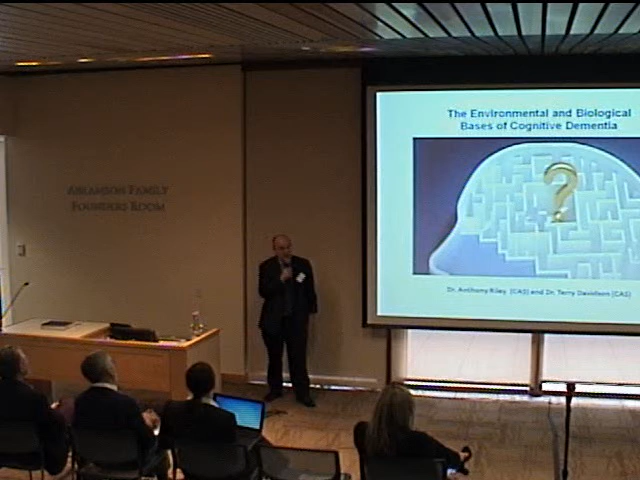 The Environmental and Biological
Bases of Cognitive Dementia
ABRAMSON FAMILY
FOUNDERS ROOM
?
Dr. Anthony Riley (CAS) and Dr. Terry Davidson (CAS)